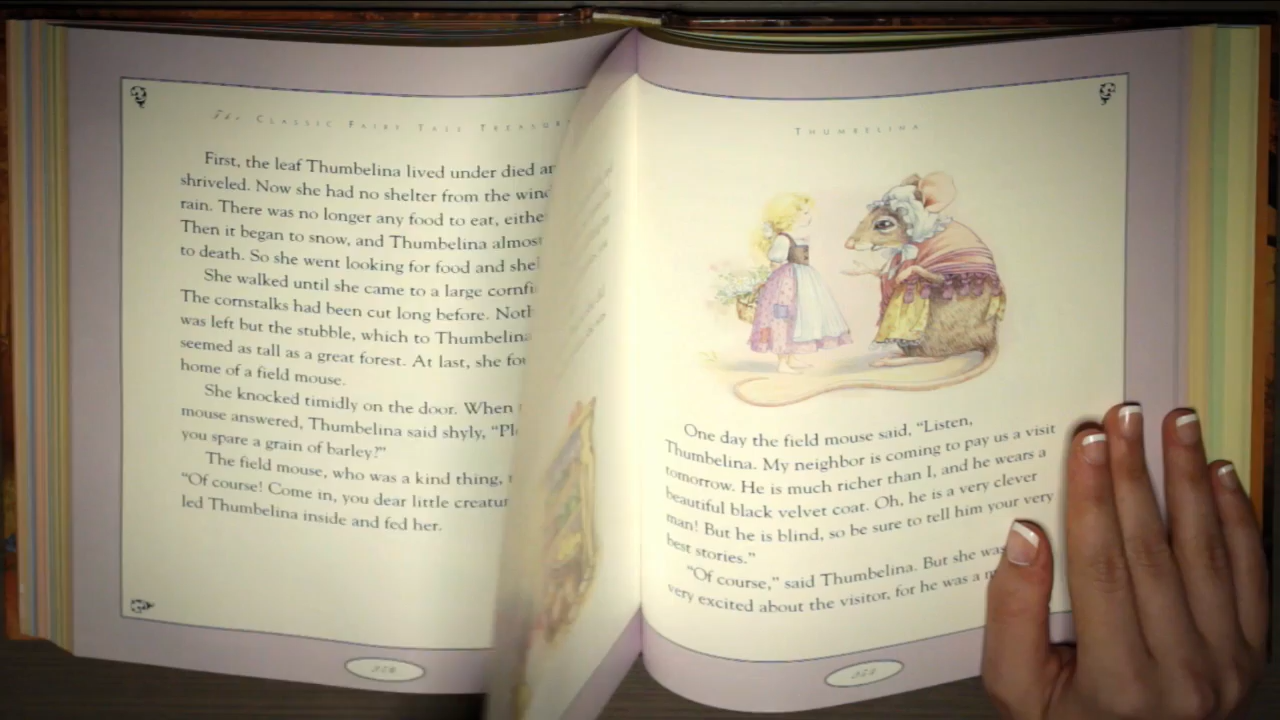 The CLASSIC FAIRY TALE
First, the leaf Thumbelina lived under died
shriveled. Now she had no shelter from the
rain. There was no longer any food to eat,
Then it began to snow, and Thumbelina
to death. So she went looking for food and
She walked until she came to a large
The cornstalks had been cut long before.
was left but the stubble, which to Thumbelina
seemed as tall as a great forest. At last, she
home of a field mouse.
She knocked timidly on the door. When
mouse answered, Thumbelina said shyly,
you spare a grain of barley?"
The field mouse, who was a kind thing,
"Of course! Come in, you dear little
led Thumbelina inside and fed her.
THUMBELINA
One day the field mouse said, "Listen,
Thumbelina. My neighbor is coming to pay us a visit
tomorrow. He is much richer than I, and he wears a
beautiful black velvet coat. Oh, he is a very clever
man! But he is blind, so be sure to tell him your very
best stories."
"Of course," said Thumbelina. But she was
very excited about the visitor, for he was a